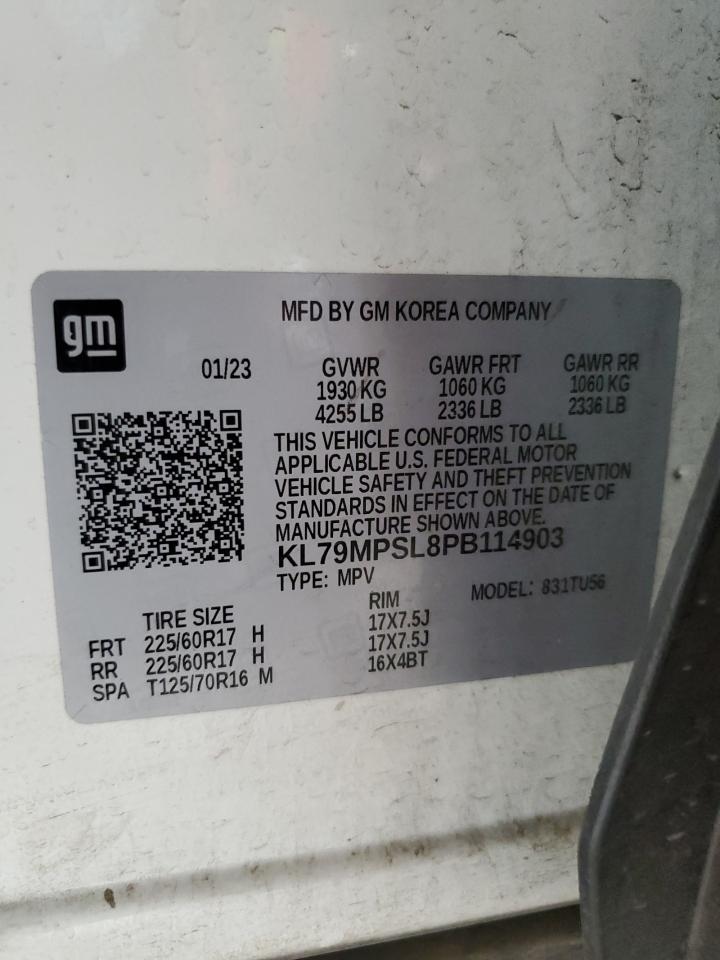 gm
MFD BY GM KOREA COMPANY
01/23 GVWR GAWR FRT GAWR RR
1930 KG 1060 KG 1060 KG
4255 LB 2336 LB 2336 LB
THIS VEHICLE CONFORMS TO ALL
APPLICABLE U.S. FEDERAL MOTOR
VEHICLE SAFETY AND THEFT PREVENTION
STANDARDS IN EFFECT ON THE DATE OF
MANUFACTURE SHOWN ABOVE.
KL79MPSL8PB114903
TYPE: MPV MODEL: 831TU56
TIRE SIZE RIM
FRT 225/60R17 H 17X7.5J
RR 225/60R17 H 17X7.5J
SPA T125/70R16 M 16X4BT